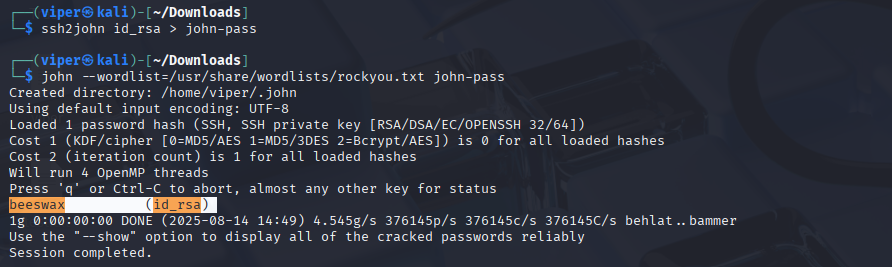 ┌──(viper㉿kali)-[~/Downloads]
└─$ ssh2john id_rsa > john-pass
┌──(viper㉿kali)-[~/Downloads]
└─$ john --wordlist=/usr/share/wordlists/rockyou.txt john-pass
Created directory: /home/viper/.john
Using default input encoding: UTF-8
Loaded 1 password hash (SSH, SSH private key [RSA/DSA/EC/OPENSSH 32/64])
Cost 1 (KDF/cipher [0=MD5/AES 1=MD5/3DES 2=Bcrypt/AES]) is 0 for all loaded hashes
Cost 2 (iteration count) is 1 for all loaded hashes
Will run 4 OpenMP threads
Press 'q' or Ctrl-C to abort, almost any other key for status
beeswax          (id_rsa)
1g 0:00:00:00 DONE (2025-08-14 14:49) 4.545g/s 376145p/s 376145c/s 376145C/s behlat..bammer
Use the "--show" option to display all of the cracked passwords reliably
Session completed.